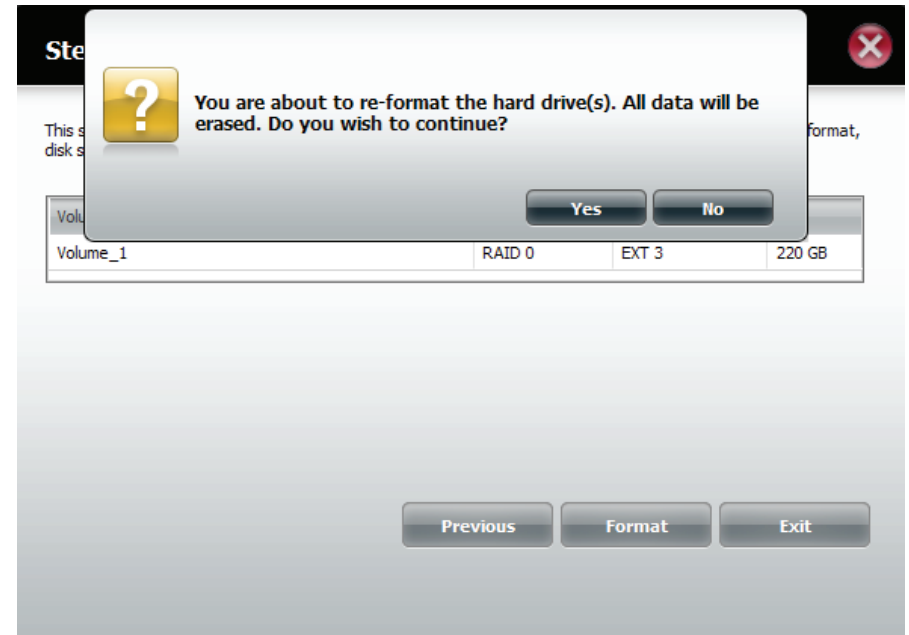 Ste
You are about to re-format the hard drive(s). All data will be
erased. Do you wish to continue?
This s
format,
disk s
Yes No
Volu
Volume_1 RAID 0 EXT 3 220 GB
Previous Format Exit